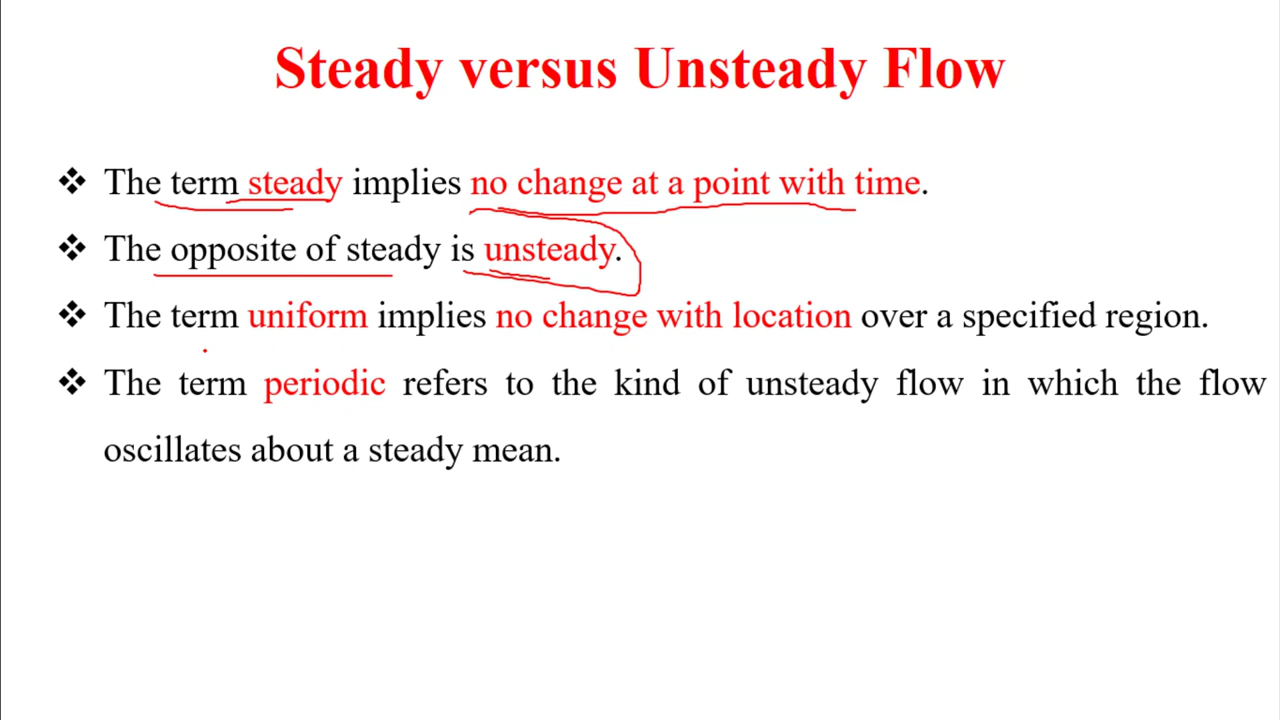 Steady versus Unsteady Flow
❖ The term steady implies no change at a point with time.
❖ The opposite of steady is unsteady.
❖ The term uniform implies no change with location over a specified region.
❖ The term periodic refers to the kind of unsteady flow in which the flow
oscillates about a steady mean.